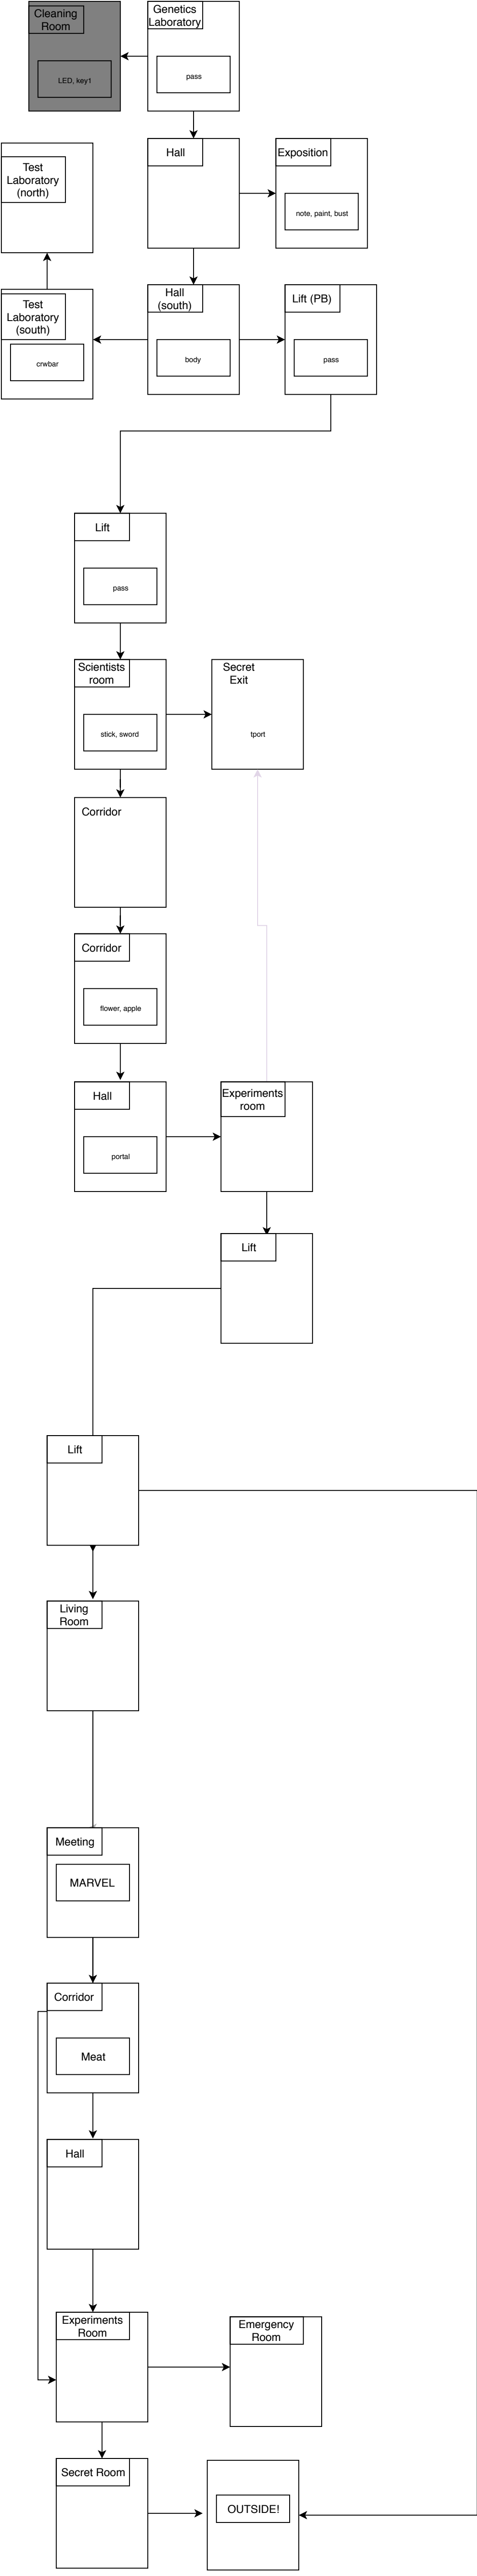 Cleaning
Room
LED, key1
Genetics
Laboratory
pass
Test
Laboratory
(north)
Hall
Exposition
note, paint, bust
Test
Laboratory
(south)
crwbar
Hall
(south)
body
Lift (PB)
pass
Lift
pass
Scientists
room
stick, sword
Secret
Exit
tport
Corridor
Corridor
flower, apple
Hall
portal
Experiments
room
Lift
Lift
Living
Room
Meeting
MARVEL
Corridor
Meat
Hall
Experiments
Room
Emergency
Room
Secret Room
OUTSIDE!